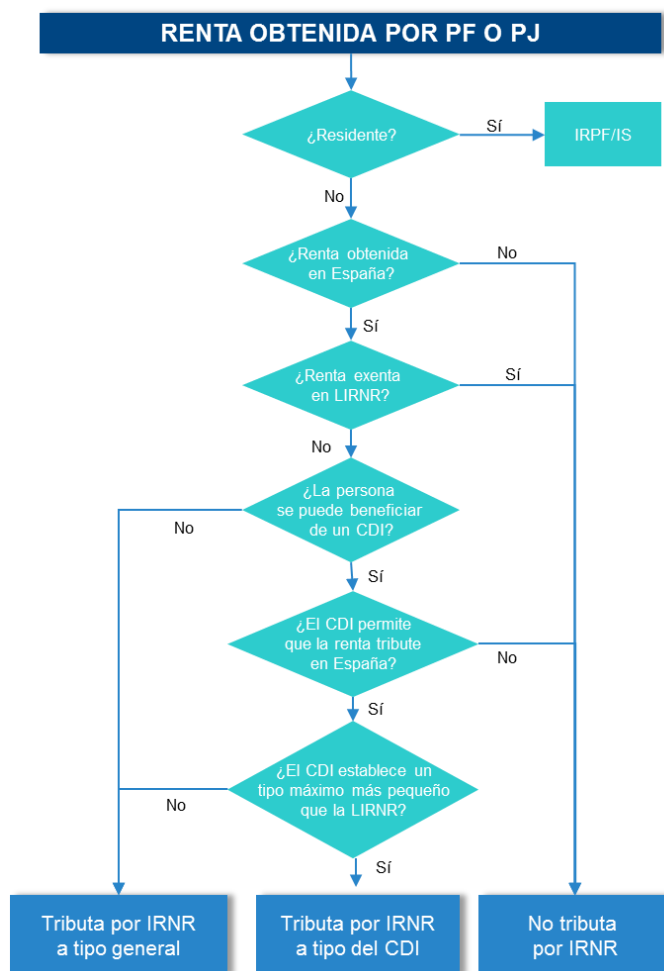 RENTA OBTENIDA POR PF O PJ
¿Residente?
Sí
IRPF/IS
No
¿Renta obtenida
en España?
No
Sí
¿Renta exenta
en LIRNR?
Sí
No
¿La persona
se puede beneficiar
de un CDI?
No
Sí
¿El CDI permite
que la renta tribute
en España?
No
Sí
¿El CDI establece un
tipo máximo más pequeño
que la LIRNR?
No
Sí
Tributa por IRNR
a tipo general
Tributa por IRNR
a tipo del CDI
No tributa
por IRNR